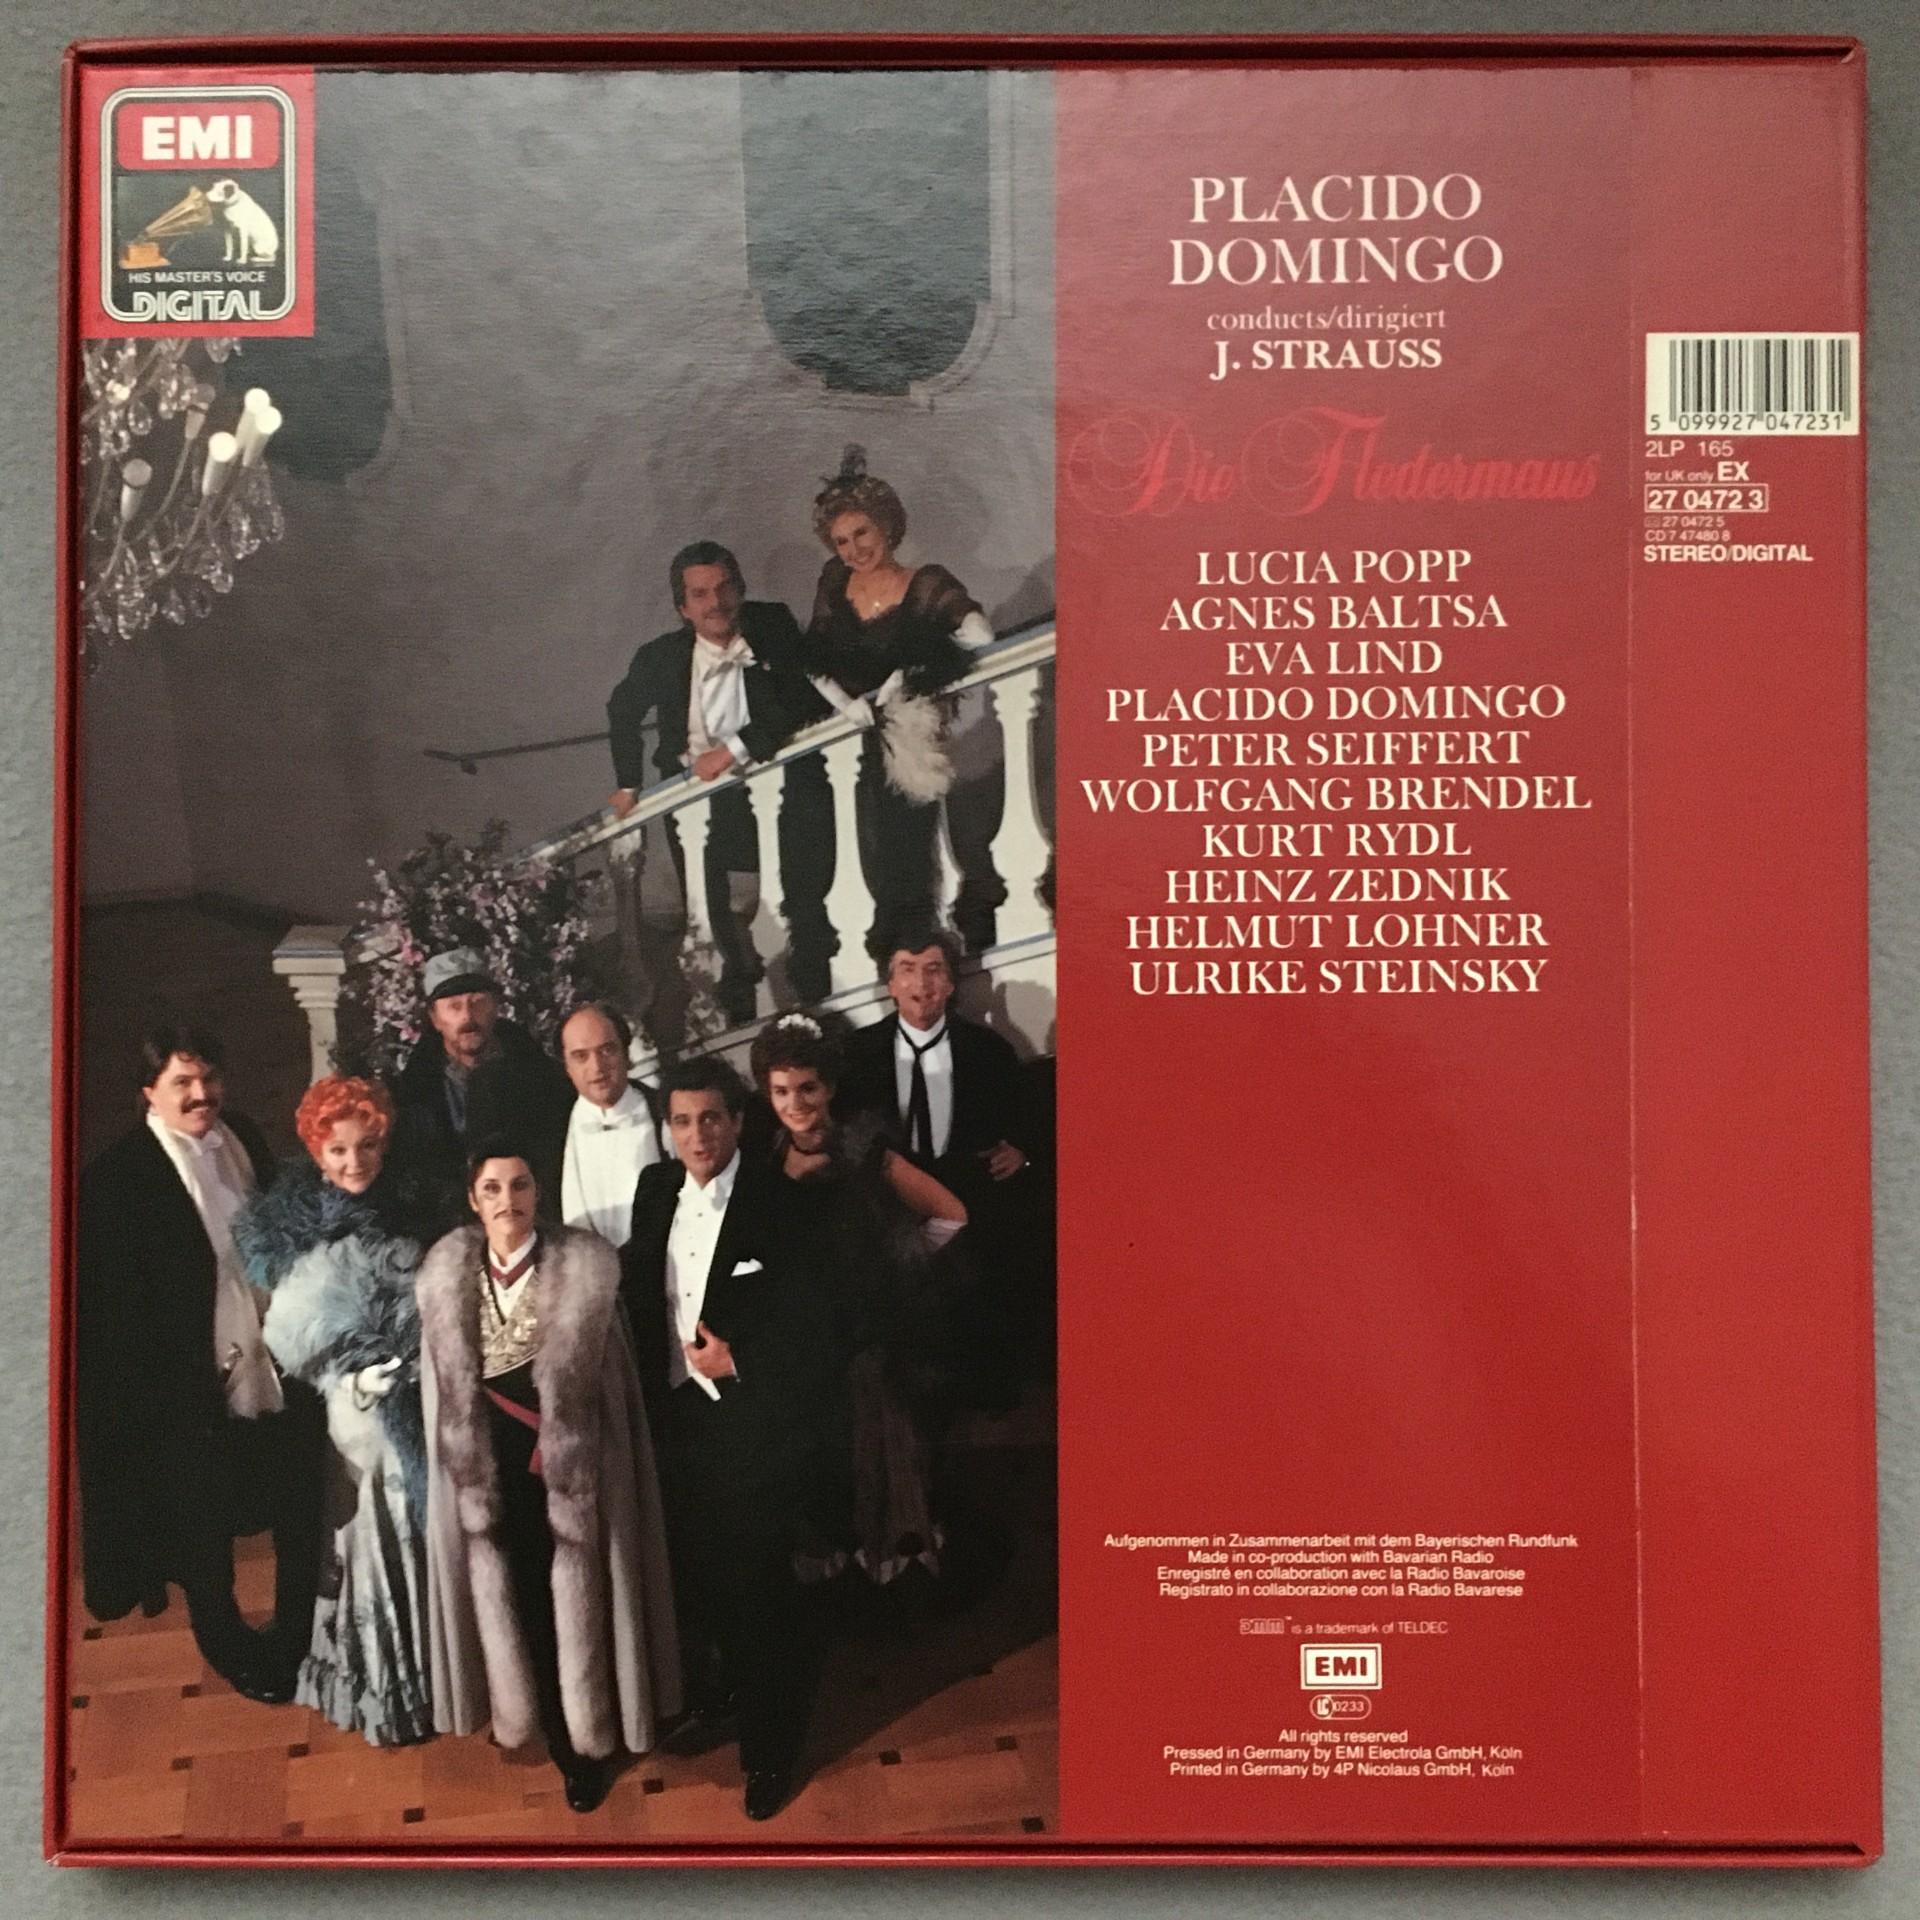 EMI
HIS MASTER'S VOICE
DIGITAL
PLACIDO
DOMINGO
conducts/dirigiert
J. STRAUSS
Die Fledermaus
LUCIA POPP
AGNES BALTSA
EVA LIND
PLACIDO DOMINGO
PETER SEIFFERT
WOLFGANG BRENDEL
KURT RYDL
HEINZ ZEDNIK
HELMUT LOHNER
ULRIKE STEINSKY
5 099927 047231
2LP 165
for UK only EX
27 0472 3
27 0472 5
CD 7 47480 8
STEREO/DIGITAL
Aufgenommen in Zusammenarbeit mit dem Bayerischen Rundfunk
Made in co-production with Bavarian Radio
Enregistré en collaboration avec la Radio Bavaroise
Registrato in collaborazione con la Radio Bavarese
DMM™ is a trademark of TELDEC
EMI
LC 0233
All rights reserved
Pressed in Germany by EMI Electrola GmbH, Köln
Printed in Germany by 4P Nicolaus GmbH, Köln